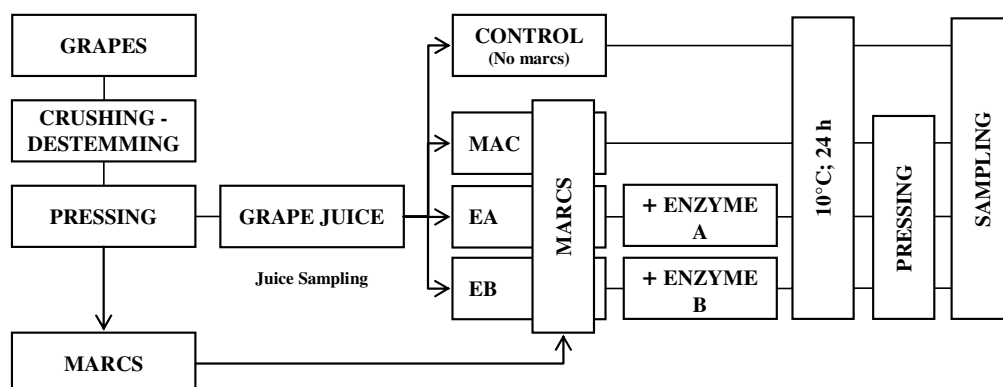 GRAPES
CRUSHING -
DESTEMMING
PRESSING
MARCS
GRAPE JUICE
Juice Sampling
CONTROL
(No marcs)
MAC
EA
EB
MARCS
+ ENZYME
A
+ ENZYME
B
10°C; 24 h
PRESSING
SAMPLING